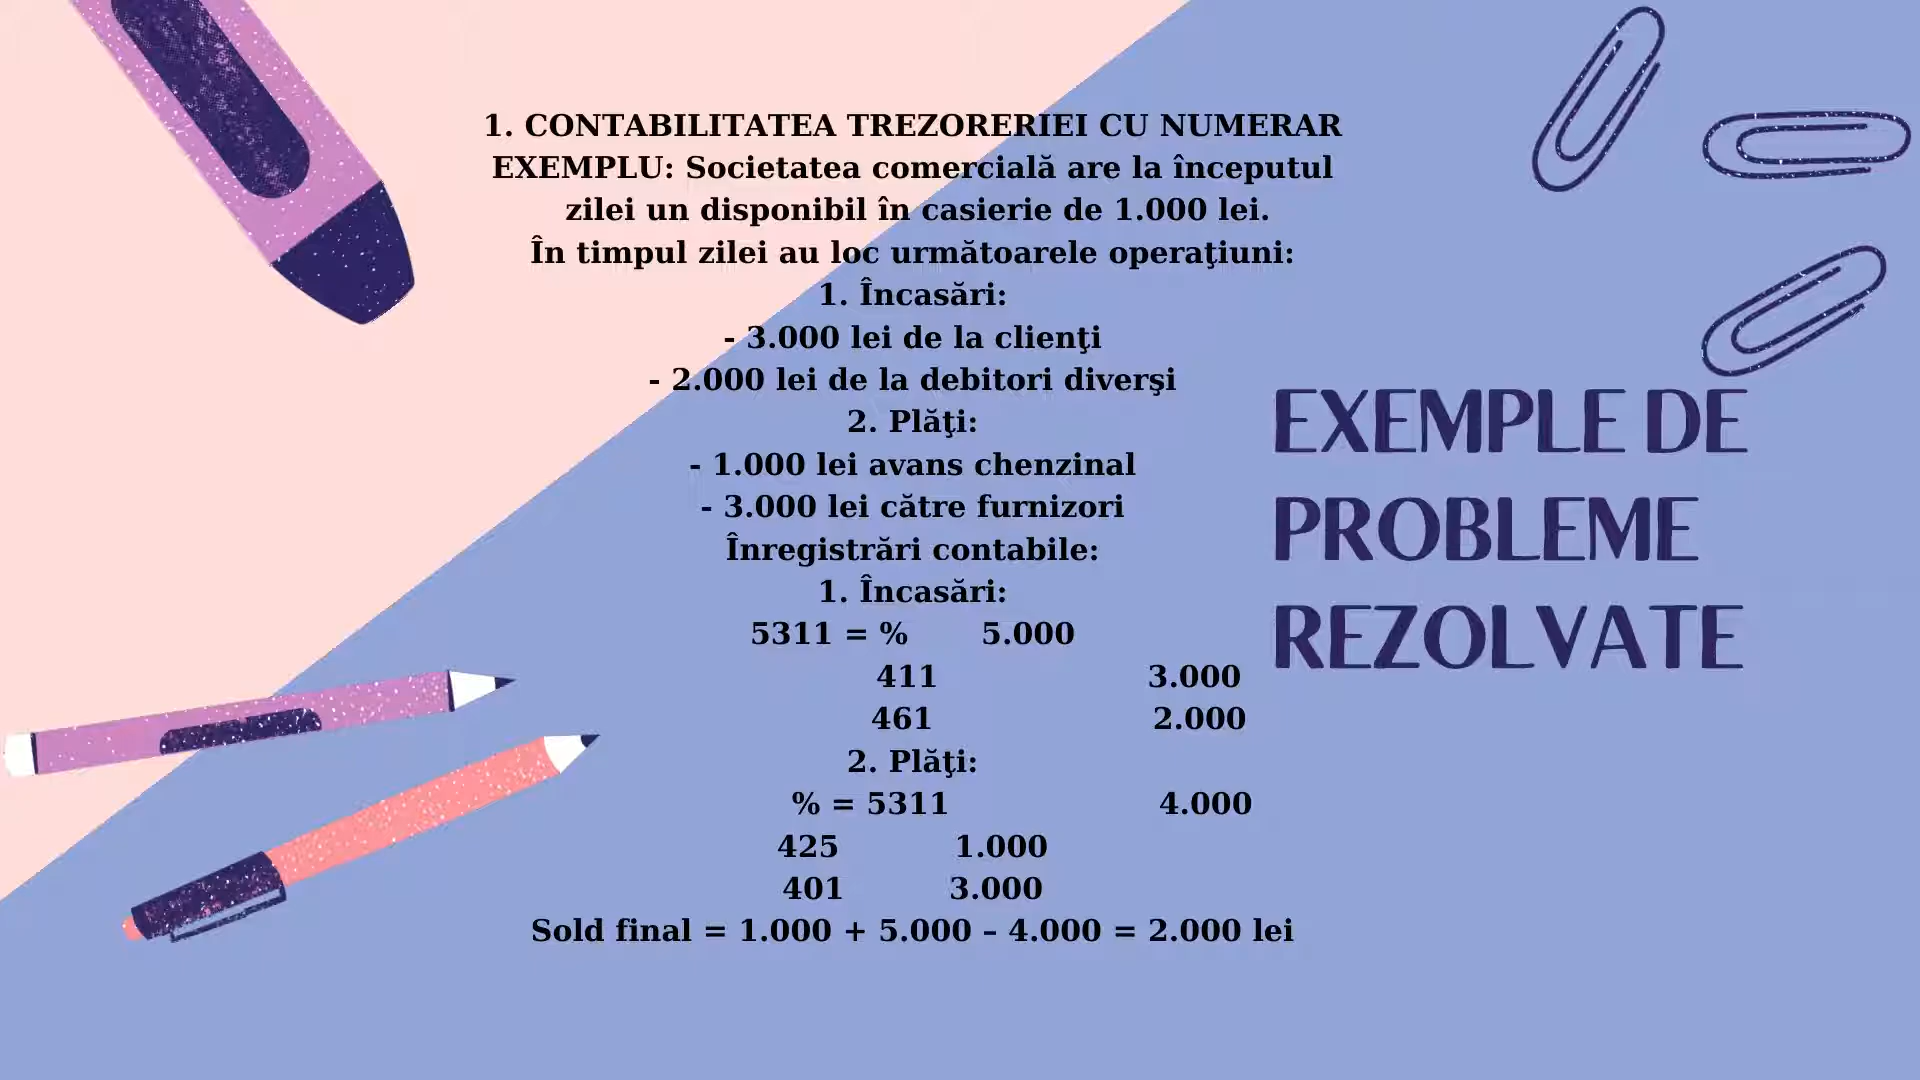 1. CONTABILITATEA TREZORERIEI CU NUMERAR
EXEMPLU: Societatea comercială are la începutul
zilei un disponibil în casierie de 1.000 lei.
În timpul zilei au loc următoarele operaţiuni:
1. Încasări:
- 3.000 lei de la clienţi
- 2.000 lei de la debitori diverşi
2. Plăţi:
- 1.000 lei avans chenzinal
- 3.000 lei către furnizori
Înregistrări contabile:
1. Încasări:
5311 = % 5.000
411 3.000
461 2.000
2. Plăţi:
% = 5311 4.000
425 1.000
401 3.000
Sold final = 1.000 + 5.000 – 4.000 = 2.000 lei
EXEMPLE DE
PROBLEME
REZOLVATE